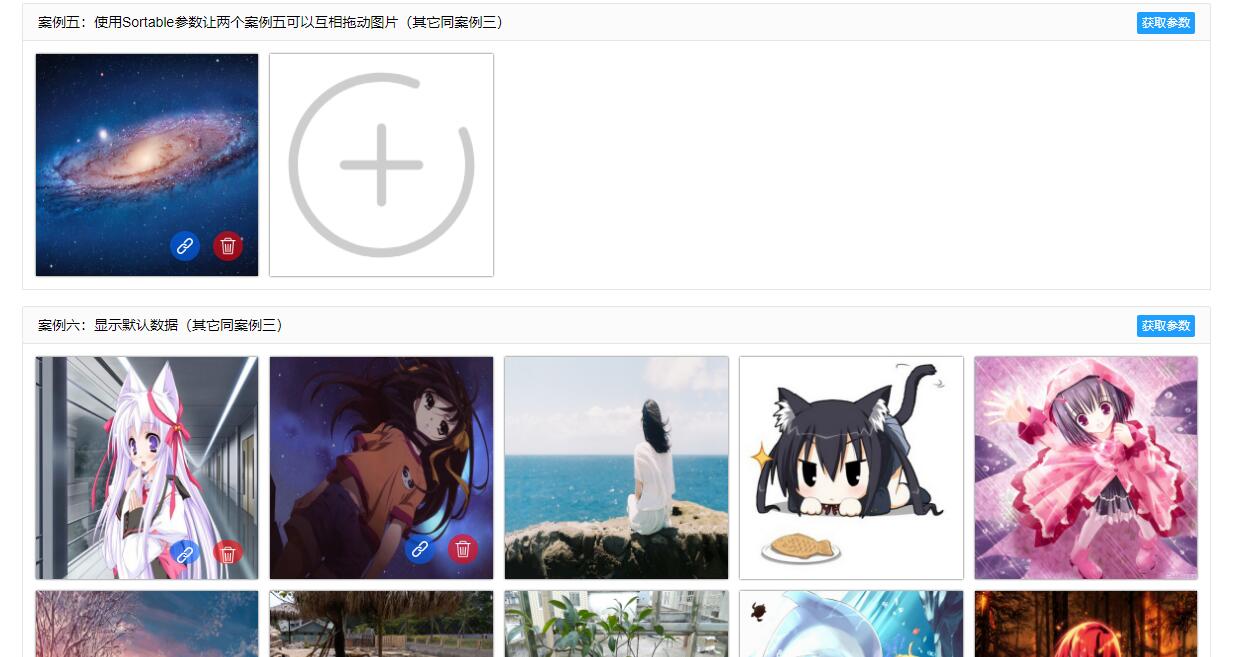 案例五：使用Sortable参数让两个案例五可以互相拖动图片（其它同案例三）
获取参数
案例六：显示默认数据（其它同案例三）
获取参数